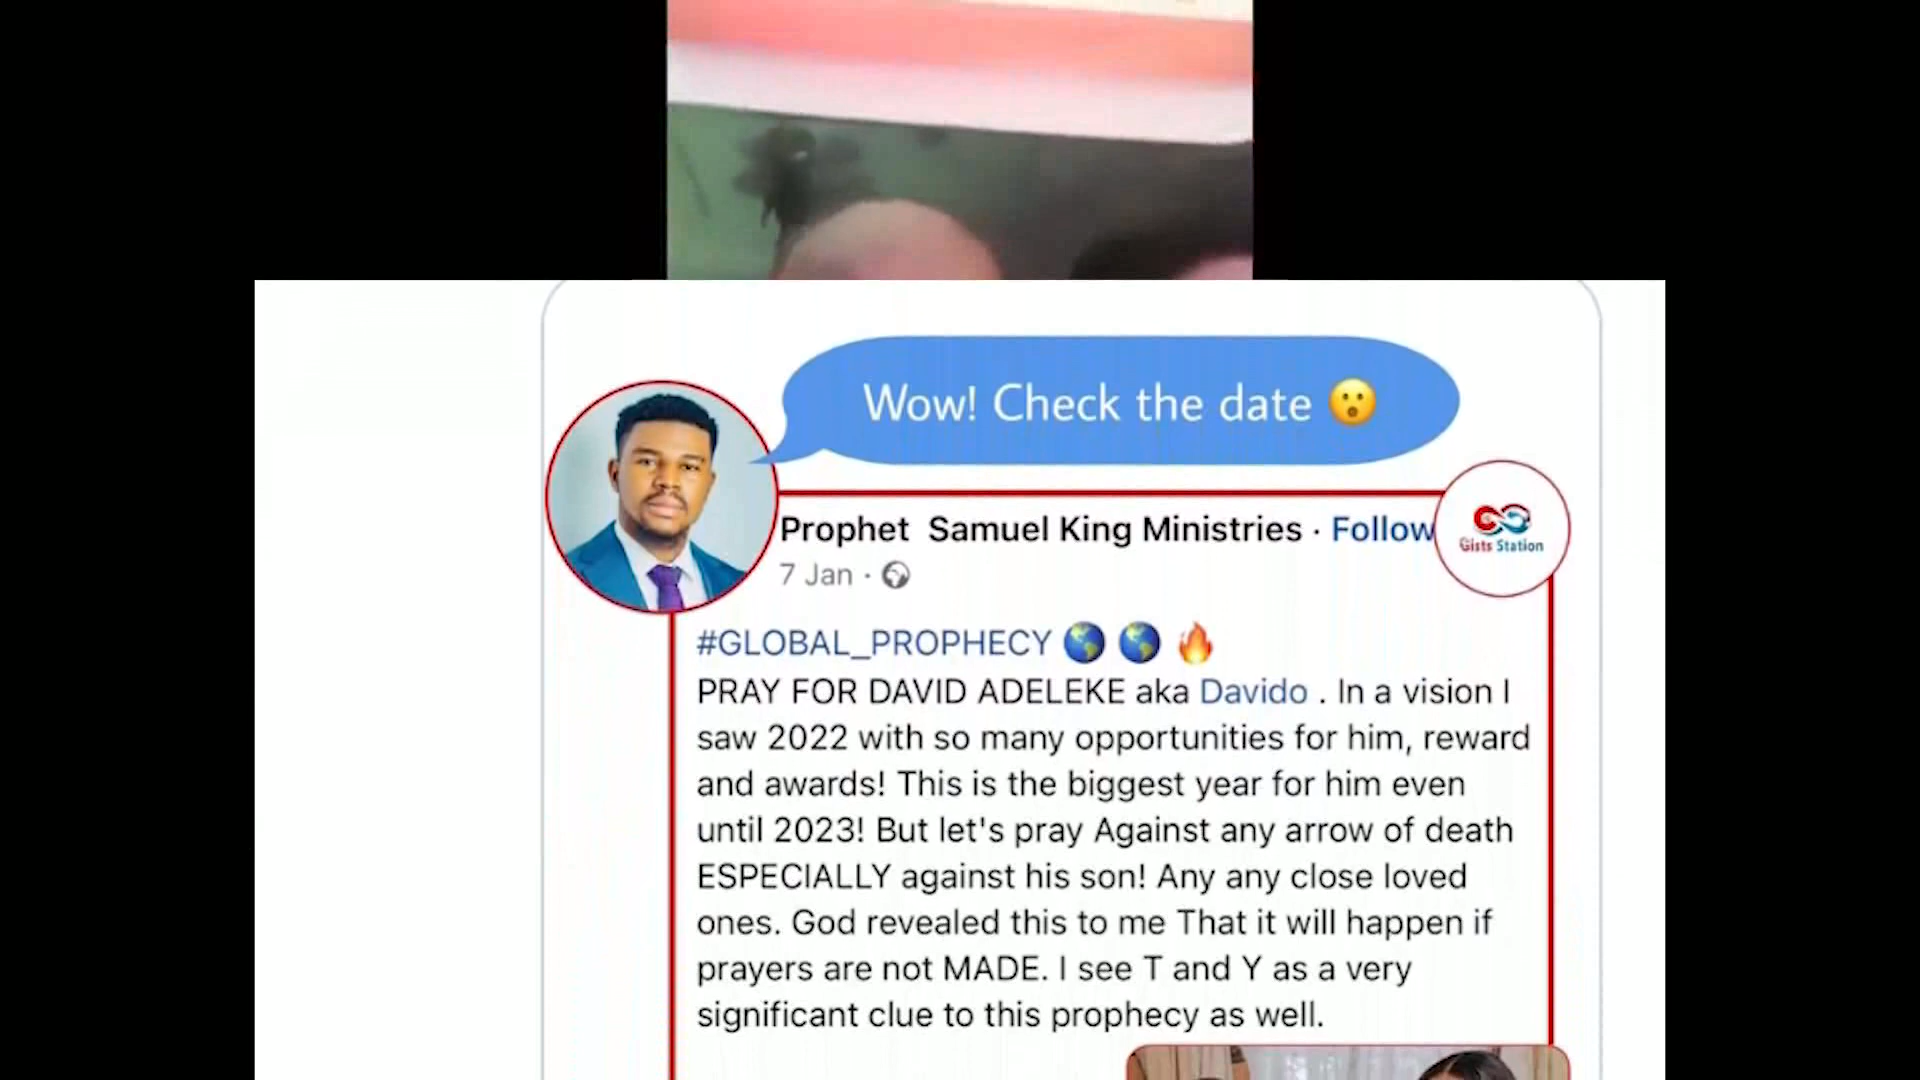 Wow! Check the date 😮
Prophet Samuel King Ministries · Follow
Gists Station
7 Jan ·
#GLOBAL_PROPHECY 🌎 🌎 🔥
PRAY FOR DAVID ADELEKE aka Davido . In a vision I
saw 2022 with so many opportunities for him, reward
and awards! This is the biggest year for him even
until 2023! But let's pray Against any arrow of death
ESPECIALLY against his son! Any any close loved
ones. God revealed this to me That it will happen if
prayers are not MADE. I see T and Y as a very
significant clue to this prophecy as well.